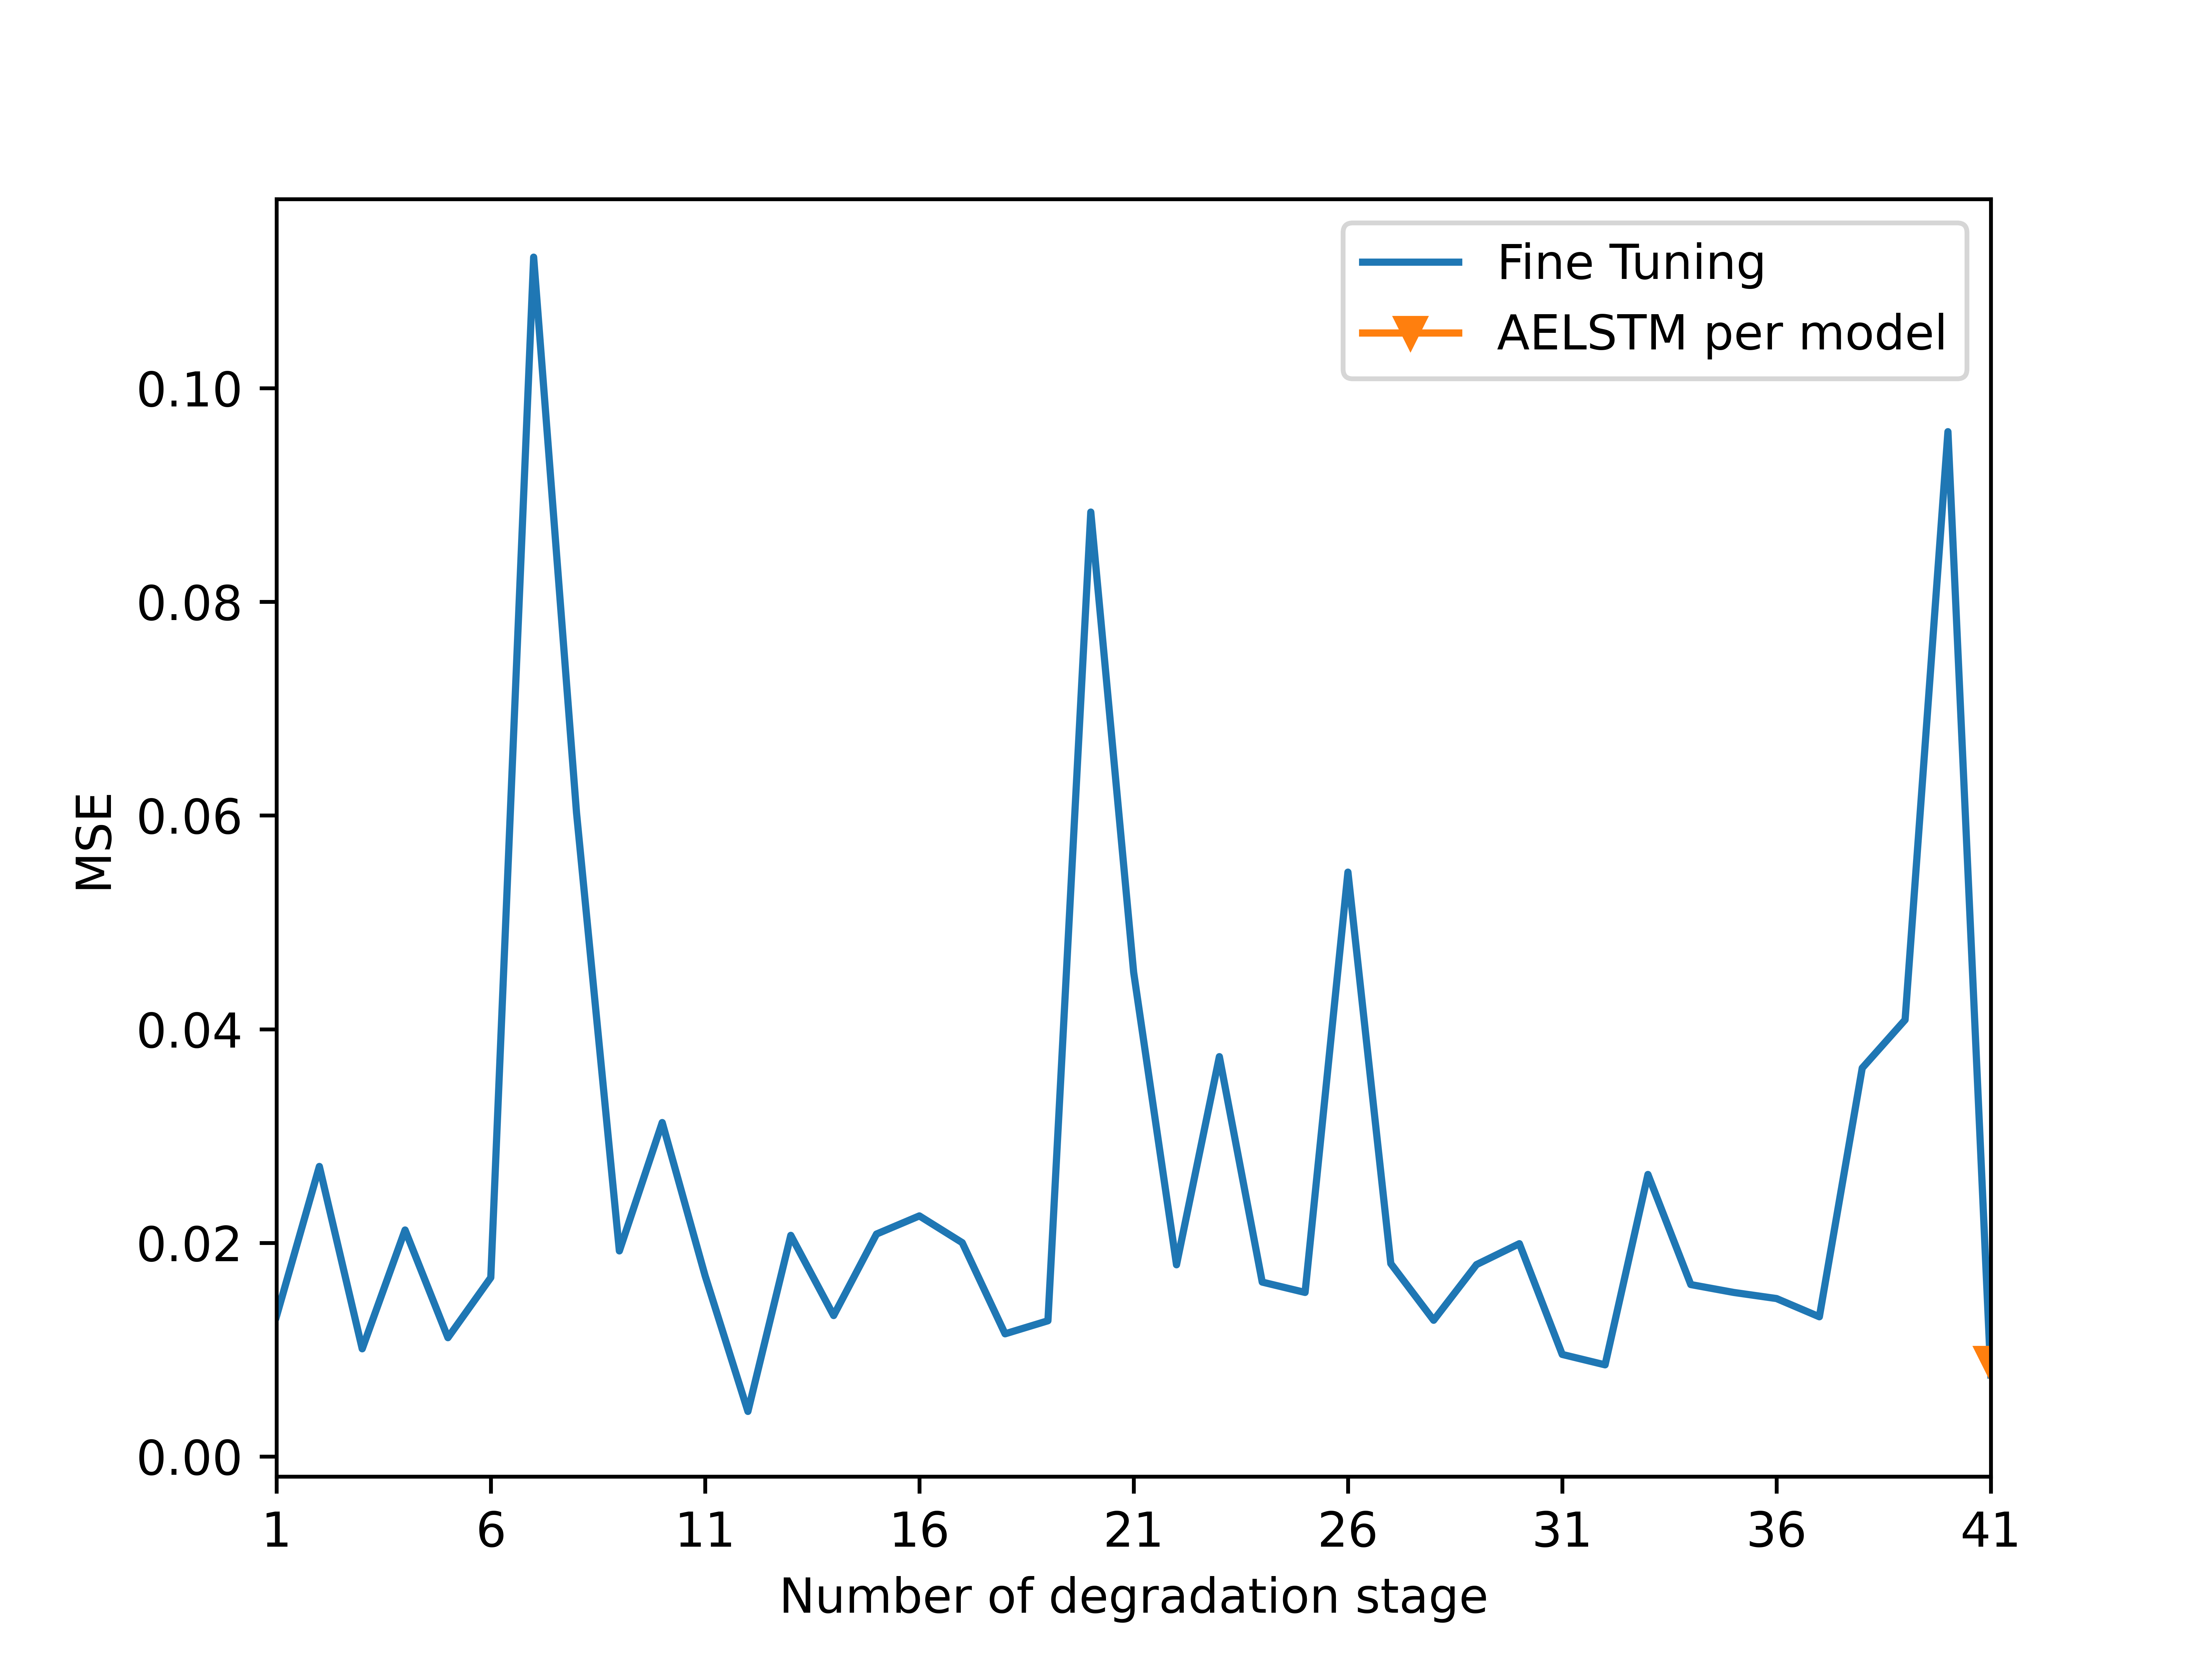 Fine Tuning
AELSTM per model
0.10
0.08
0.06
0.04
0.02
0.00
MSE
1 6 11 16 21 26 31 36 41
Number of degradation stage